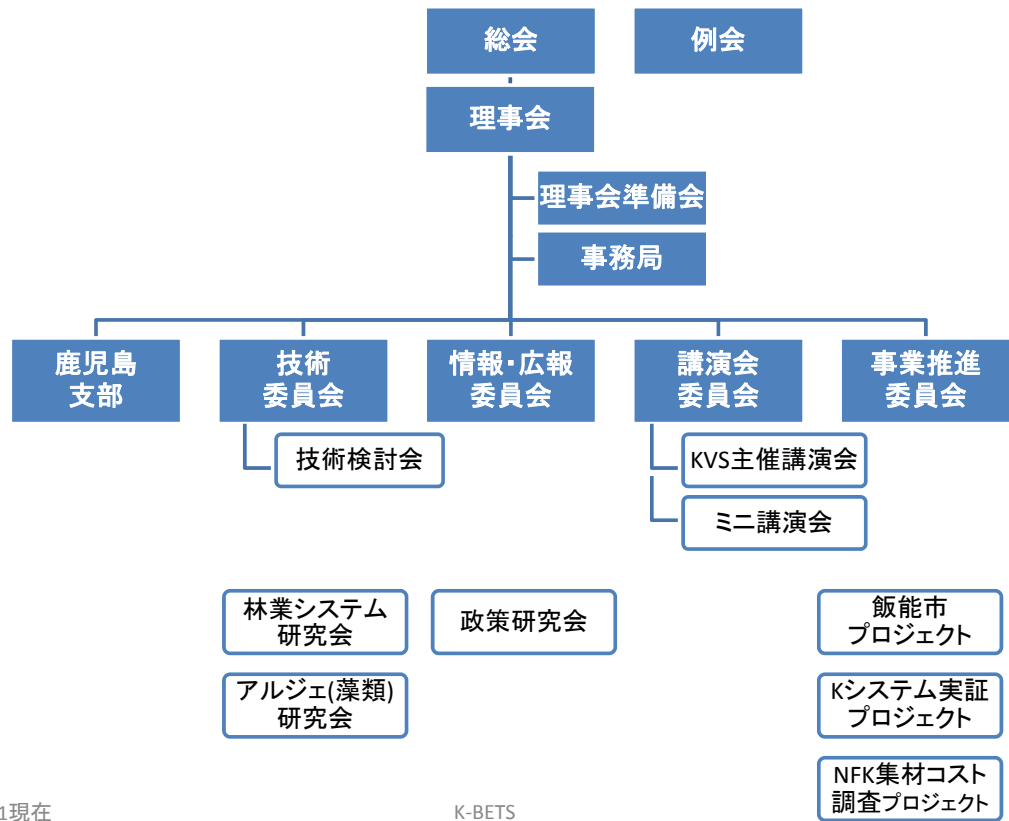 総会
例会
理事会
理事会準備会
事務局
鹿児島
支部
技術
委員会
情報・広報
委員会
講演会
委員会
事業推進
委員会
技術検討会
KVS主催講演会
ミニ講演会
林業システム
研究会
政策研究会
飯能市
プロジェクト
アルジェ(藻類)
研究会
Kシステム実証
プロジェクト
NFK集材コスト
調査プロジェクト
1現在
K-BETS